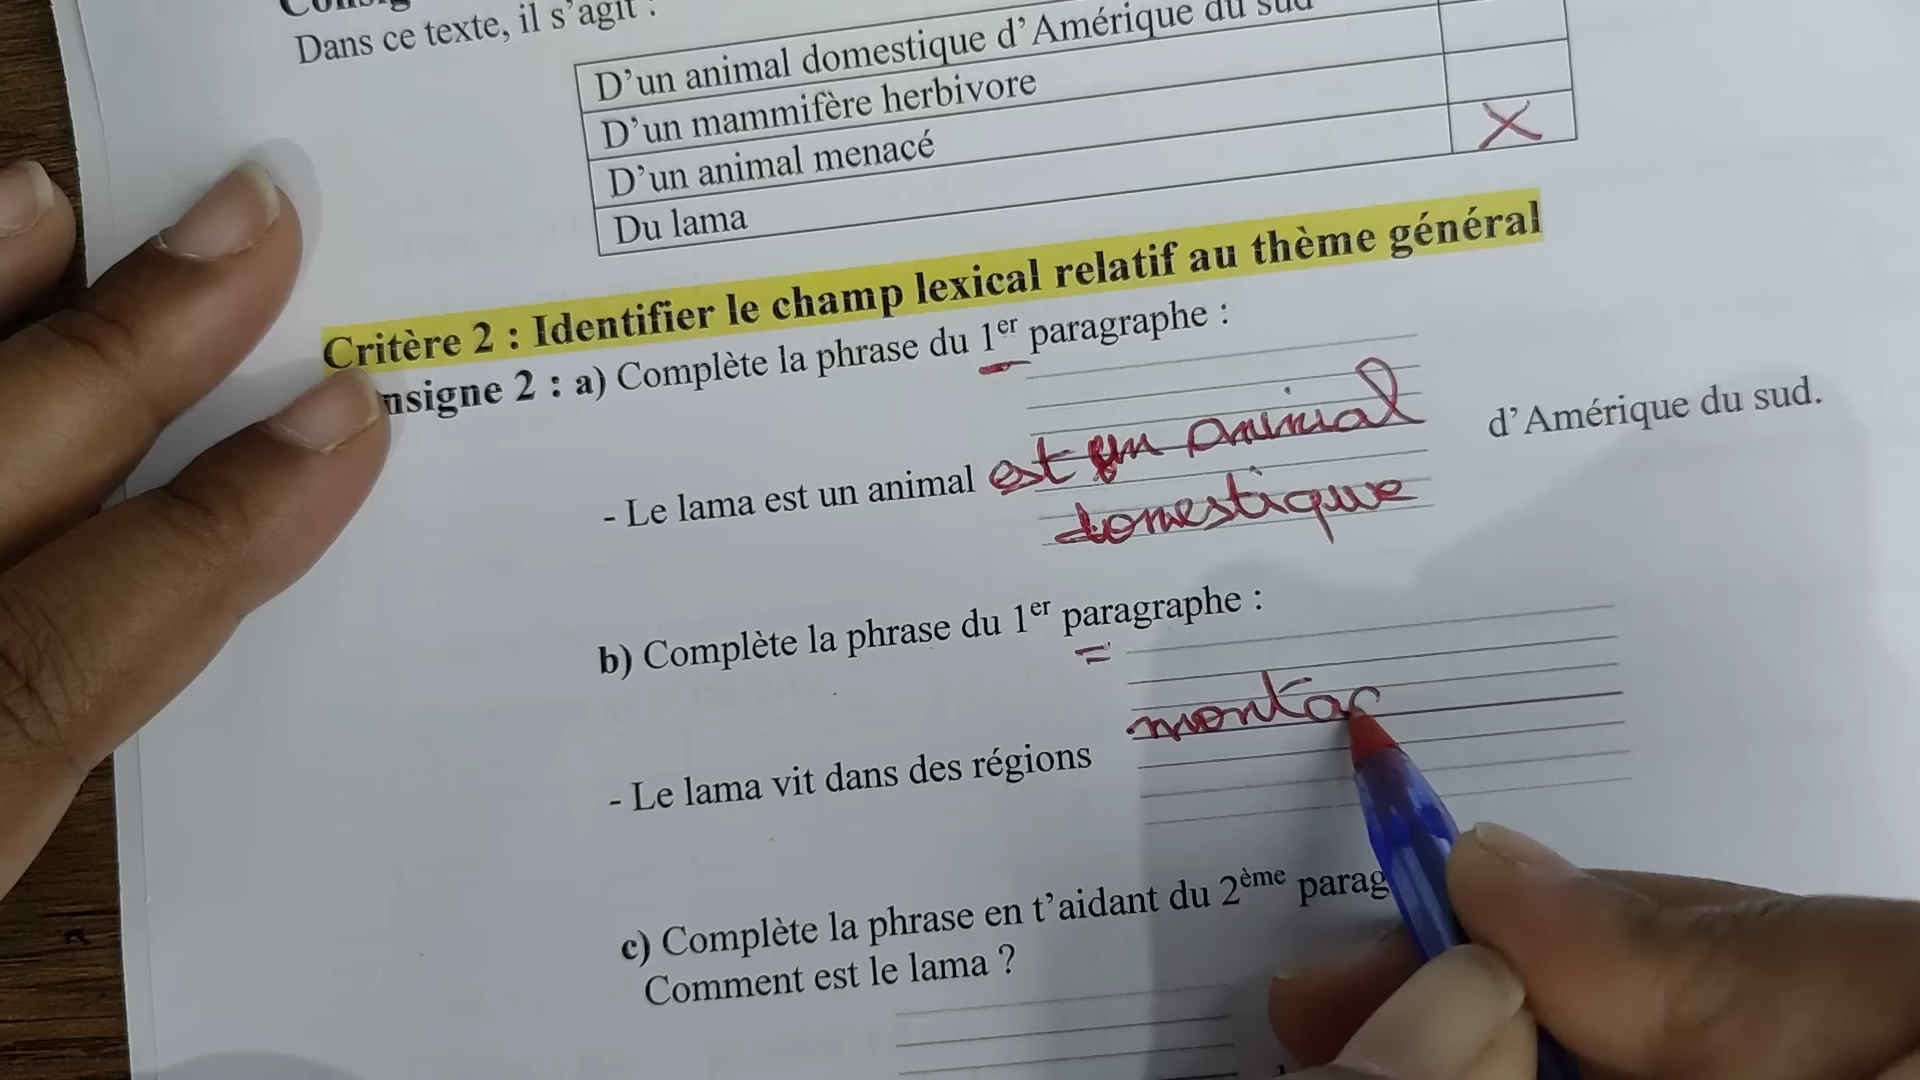 Dans ce texte, il s'agit :
D'un animal domestique d'Amérique du sud
D'un mammifère herbivore
D'un animal menacé
Du lama
Critère 2 : Identifier le champ lexical relatif au thème général
nsigne 2 : a) Complète la phrase du 1er paragraphe :
- Le lama est un animal est un animal d'Amérique du sud.
domestique
b) Complète la phrase du 1er paragraphe :
- Le lama vit dans des régions montac
c) Complète la phrase en t'aidant du 2ème parag
Comment est le lama ?